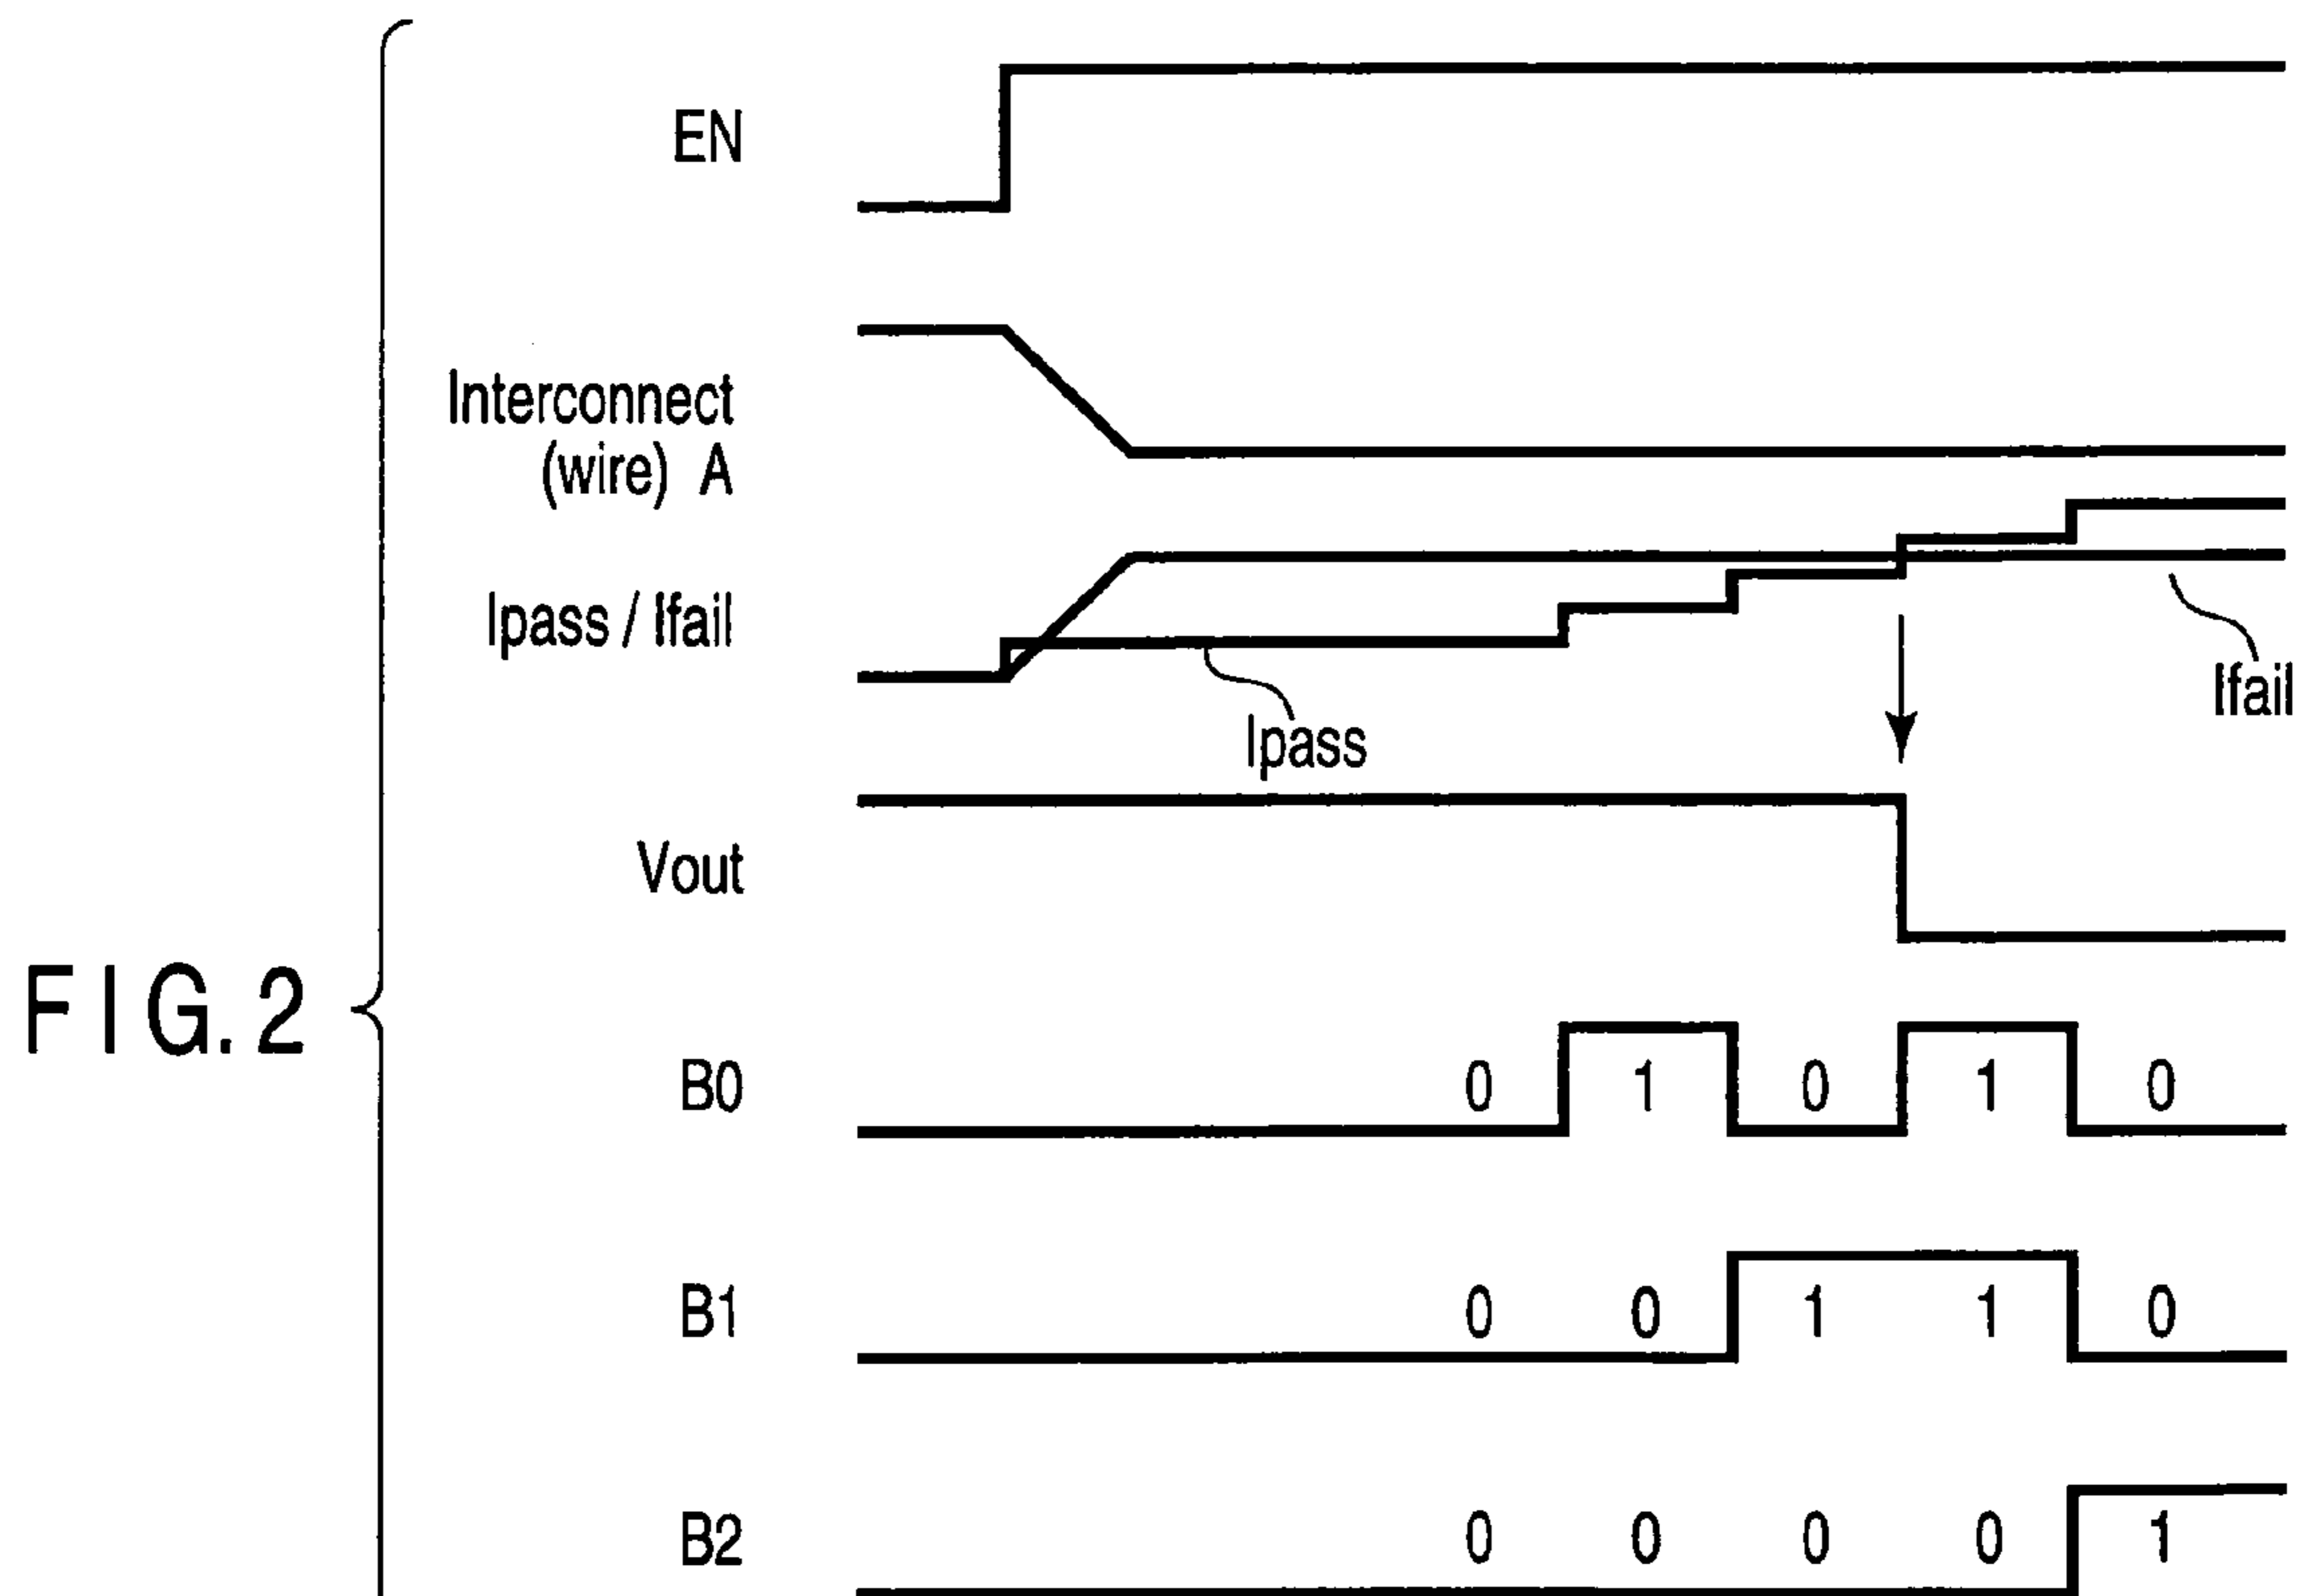 EN
Interconnect
(wire) A
Ipass / Ifail
Ipass
Ifail
Vout
FIG. 2
B0 0 1 0 1 0
B1 0 0 1 1 0
B2 0 0 0 0 1